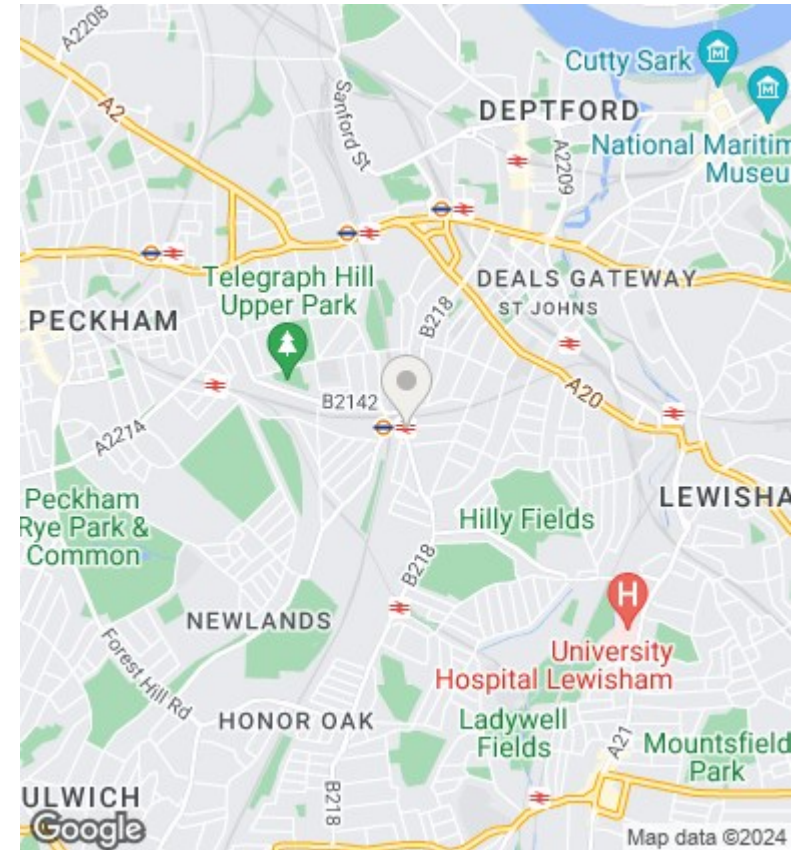 A2208
Cutty Sark
A2
Sanford St
DEPTFORD
A2209
National Maritim
Museu
Telegraph Hill
Upper Park
DEALS GATEWAY
ST JOHNS
PECKHAM
B218
A20
B2142
A2214
Peckham
Rye Park &
Common
LEWISHA
Hilly Fields
B218
H
NEWLANDS
University
Hospital Lewisham
Forest Hill Rd
HONOR OAK
Ladywell
Fields
A21
Mountsfield
Park
B218
ULWICH
Google
Map data ©2024